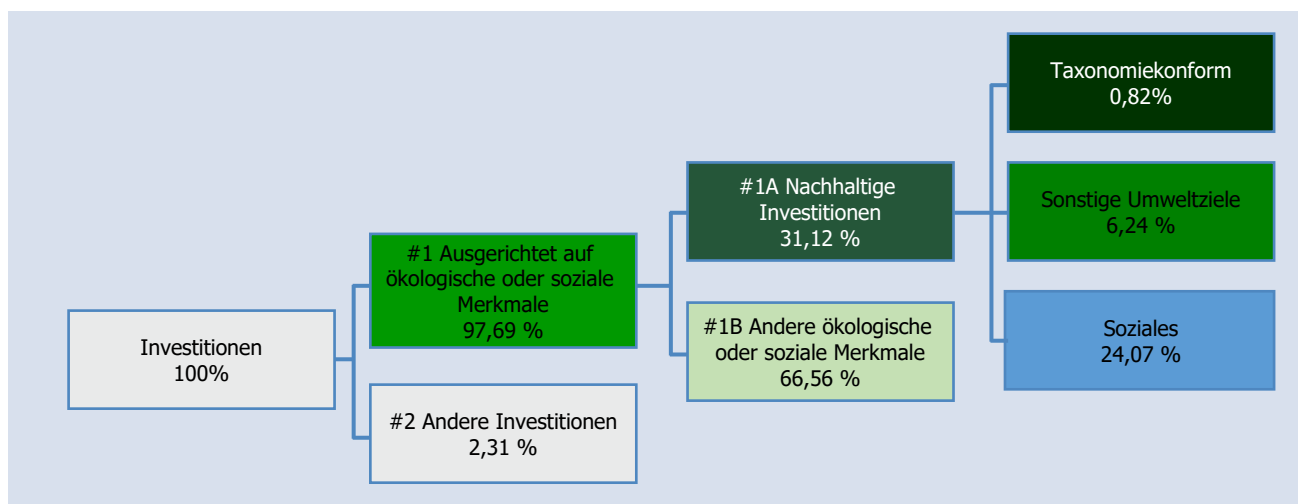 Investitionen
100%
#1 Ausgerichtet auf
ökologische oder soziale
Merkmale
97,69 %
#2 Andere Investitionen
2,31 %
#1A Nachhaltige
Investitionen
31,12 %
#1B Andere ökologische
oder soziale Merkmale
66,56 %
Taxonomiekonform
0,82%
Sonstige Umweltziele
6,24 %
Soziales
24,07 %